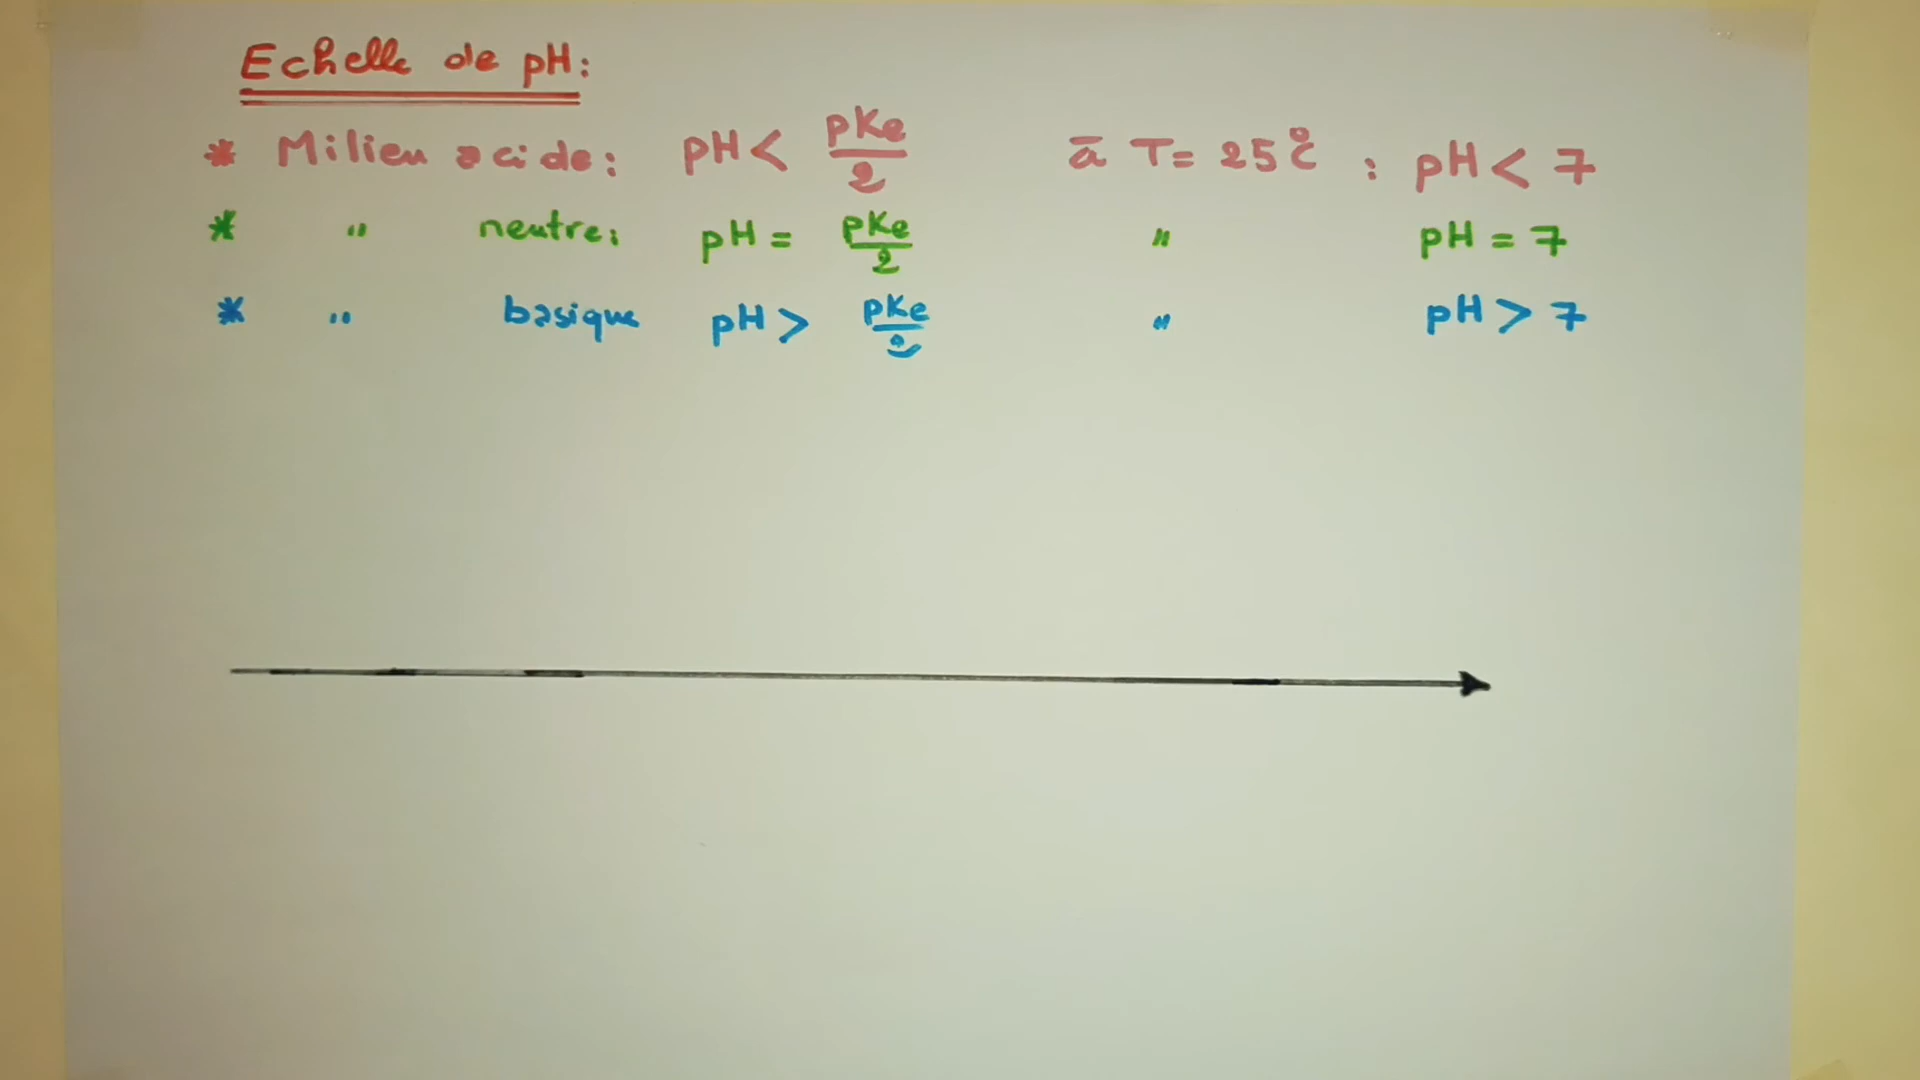 Echelle de pH:
* Milieu acide: pH < pKe/2 à T= 25°C : pH < 7
* " neutre: pH = pKe/2 " pH = 7
* " basique pH > pKe/2 " pH > 7